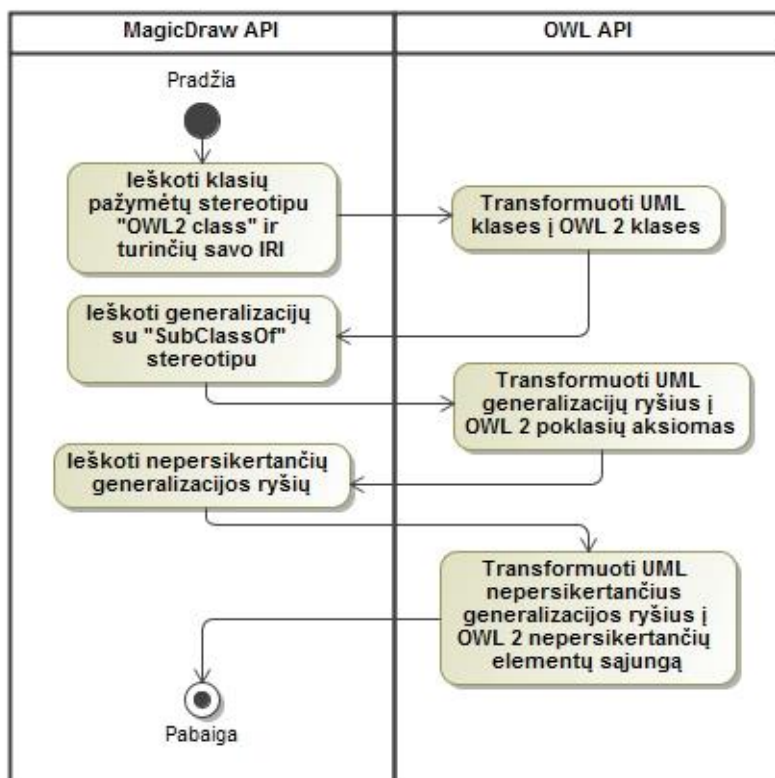 MagicDraw API
OWL API
Pradžia
Ieškoti klasių
pažymėtų stereotipu
"OWL2 class" ir
turinčių savo IRI
Transformuoti UML
klases į OWL 2 klases
Ieškoti generalizacijų
su "SubClassOf"
stereotipu
Transformuoti UML
generalizacijų ryšius į
OWL 2 poklasių aksiomas
Ieškoti nepersikertančių
generalizacijos ryšių
Transformuoti UML
nepersikertančius
generalizacijos ryšius į
OWL 2 nepersikertančių
elementų sąjungą
Pabaiga